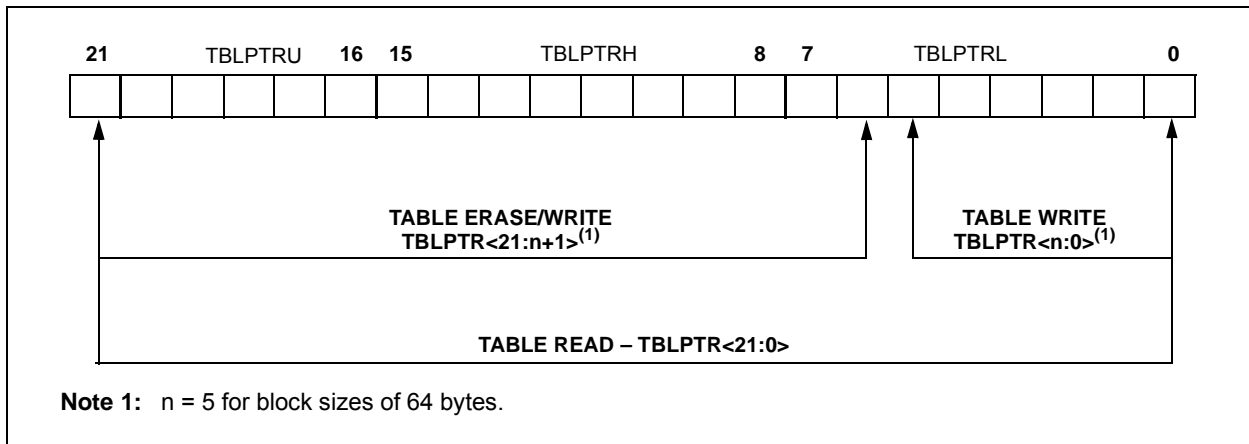 21 TBLPTRU 16 15 TBLPTRH 8 7 TBLPTRL 0
TABLE ERASE/WRITE TABLE WRITE
TBLPTR<21:n+1>(1) TBLPTR<n:0>(1)
TABLE READ – TBLPTR<21:0>
Note 1: n = 5 for block sizes of 64 bytes.